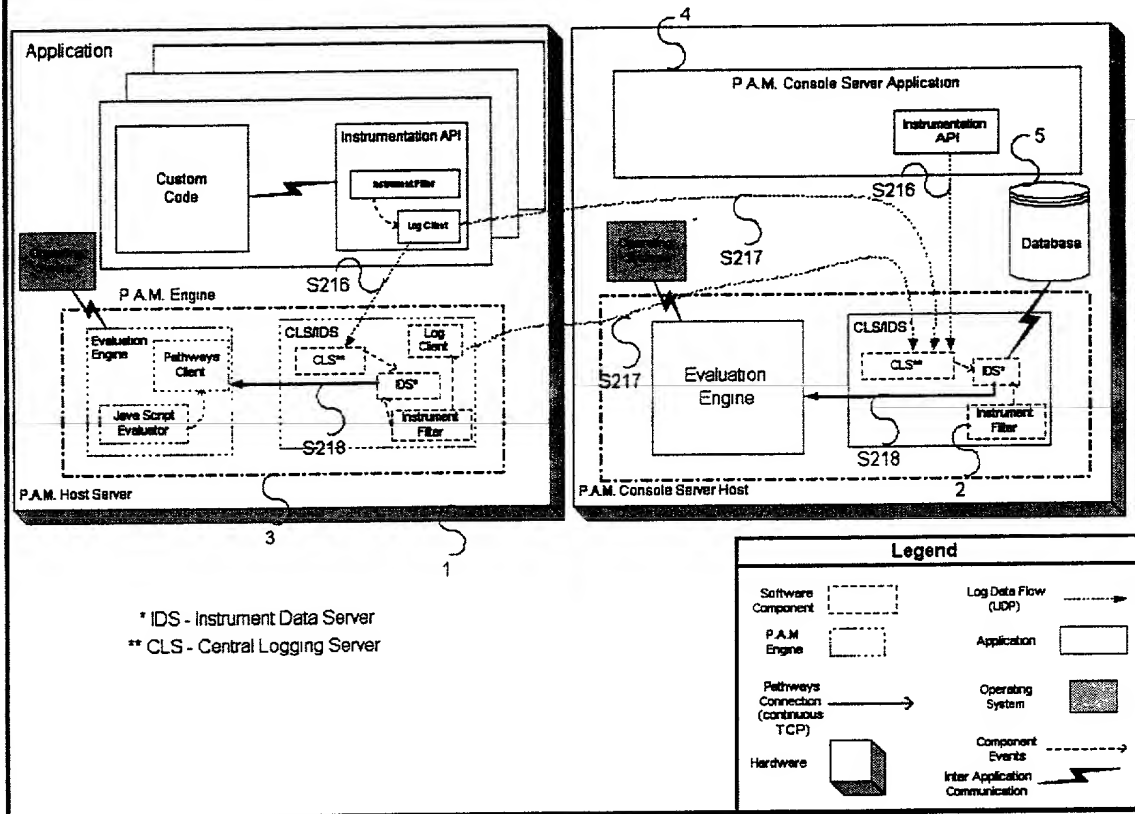 4
Application
P.A.M. Console Server Application
Custom
Code
Instrumentation API
Instrument Filter
Log Client
Instrumentation
API
5
S216
S217
Database
S216
P.A.M. Engine
Evaluation
Engine
Pathways
Client
Java Script
Evaluator
CLS/IDS
Log
Client
CLS**
IDS*
Instrument
Filter
S218
S217
Evaluation
Engine
CLS/IDS
CLS**
IDS*
Instrument
Filter
S218
P.A.M. Host Server
P.A.M. Console Server Host
2
3
1
* IDS - Instrument Data Server
** CLS - Central Logging Server
Legend
Software
Component
Log Data Flow
(UDP)
P.A.M
Engine
Application
Pathways
Connection
(continuous
TCP)
Operating
System
Hardware
Component
Events
Inter Application
Communication